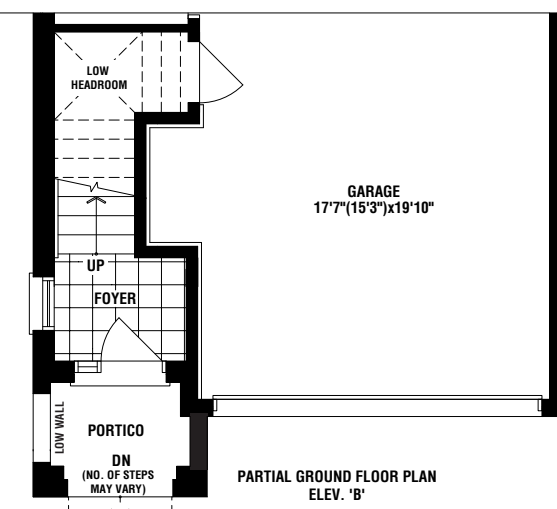 LOW
HEADROOM
GARAGE
17'7"(15'3")x19'10"
UP
FOYER
LOW WALL
PORTICO
DN
(NO. OF STEPS
MAY VARY)
PARTIAL GROUND FLOOR PLAN
ELEV. 'B'